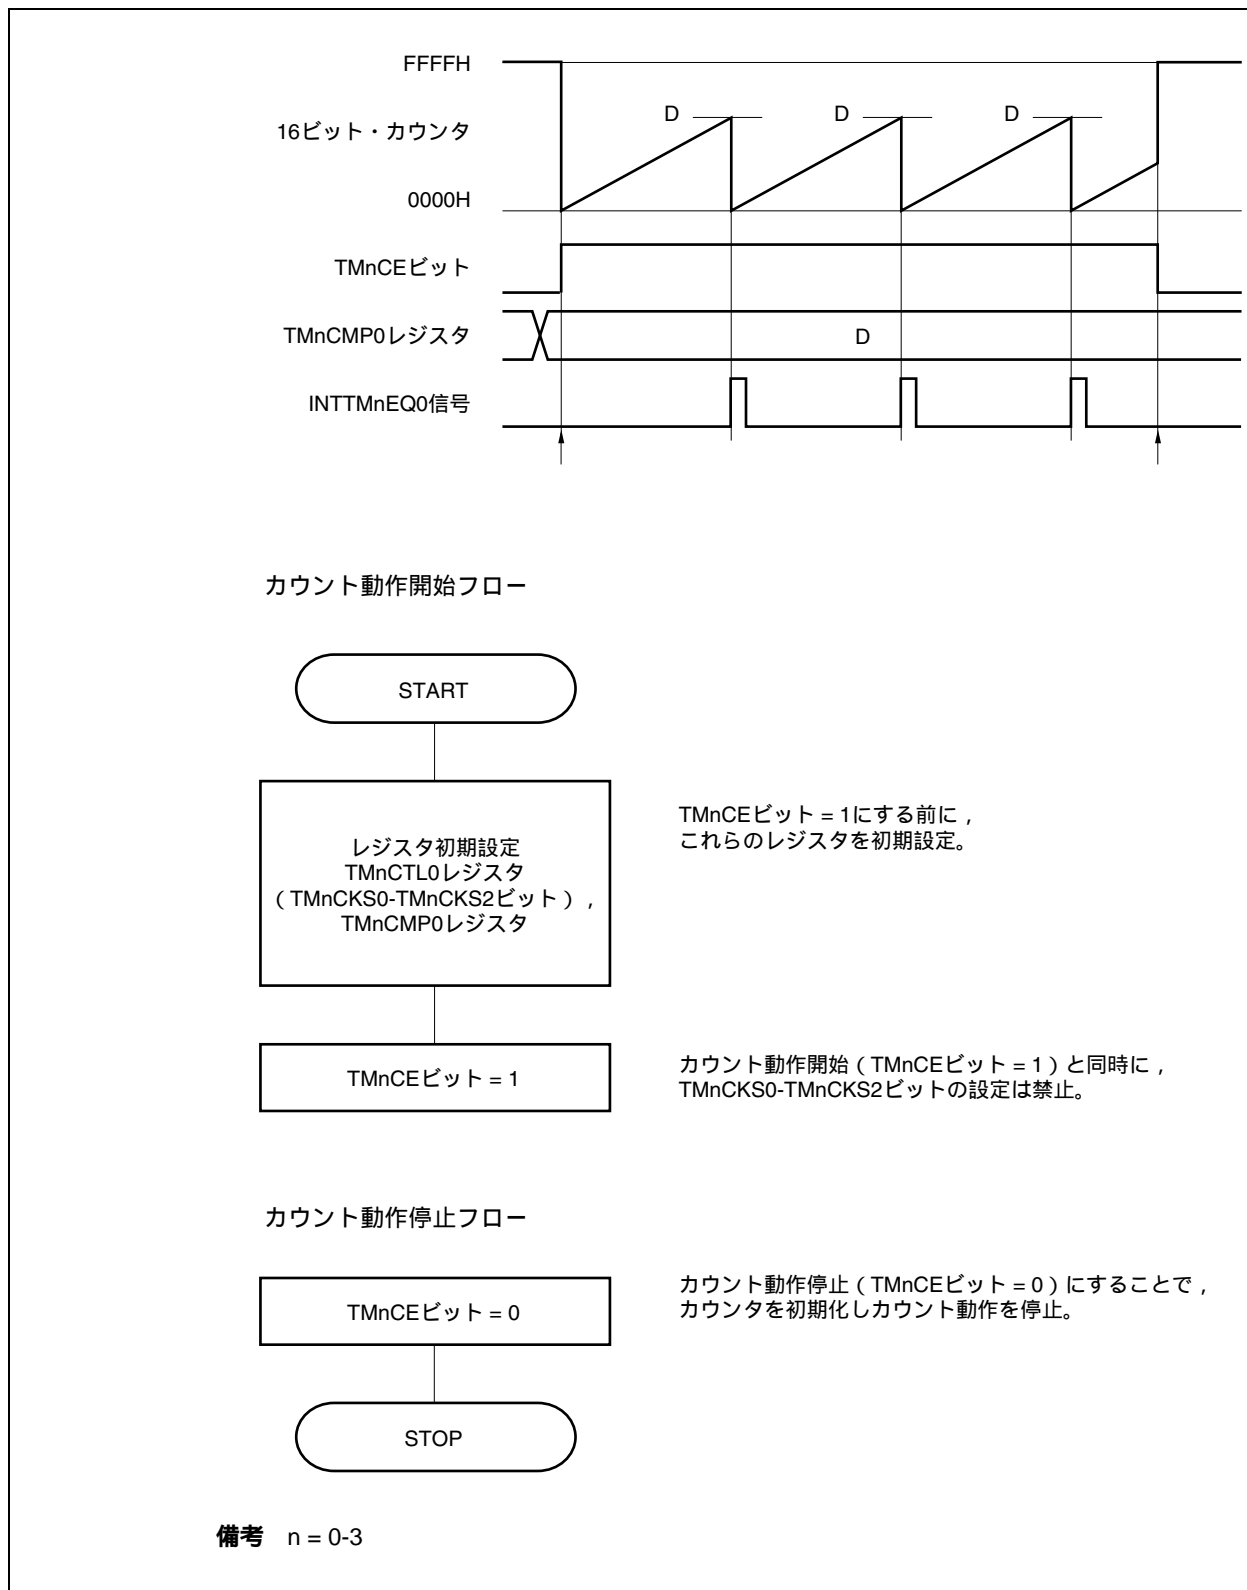 FFFFH
D D D
16ビット・カウンタ
0000H
TMnCEビット
TMnCMP0レジスタ D
INTTMnEQ0信号
カウント動作開始フロー
START
レジスタ初期設定
TMnCTL0レジスタ
（TMnCKS0-TMnCKS2ビット），
TMnCMP0レジスタ
TMnCEビット = 1にする前に，
これらのレジスタを初期設定。
TMnCEビット = 1
カウント動作開始（TMnCEビット = 1）と同時に，
TMnCKS0-TMnCKS2ビットの設定は禁止。
カウント動作停止フロー
TMnCEビット = 0
カウント動作停止（TMnCEビット = 0）にすることで，
カウンタを初期化しカウント動作を停止。
STOP
備考 n = 0-3